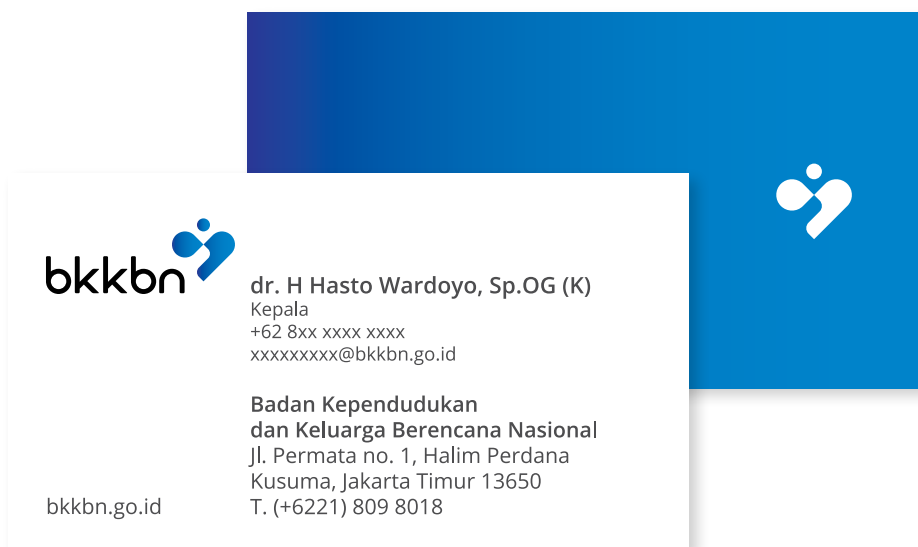 bkkbn
dr. H Hasto Wardoyo, Sp.OG (K)
Kepala
+62 8xx xxxx xxxx
xxxxxxxxx@bkkbn.go.id
Badan Kependudukan
dan Keluarga Berencana Nasional
Jl. Permata no. 1, Halim Perdana
Kusuma, Jakarta Timur 13650
T. (+6221) 809 8018
bkkbn.go.id